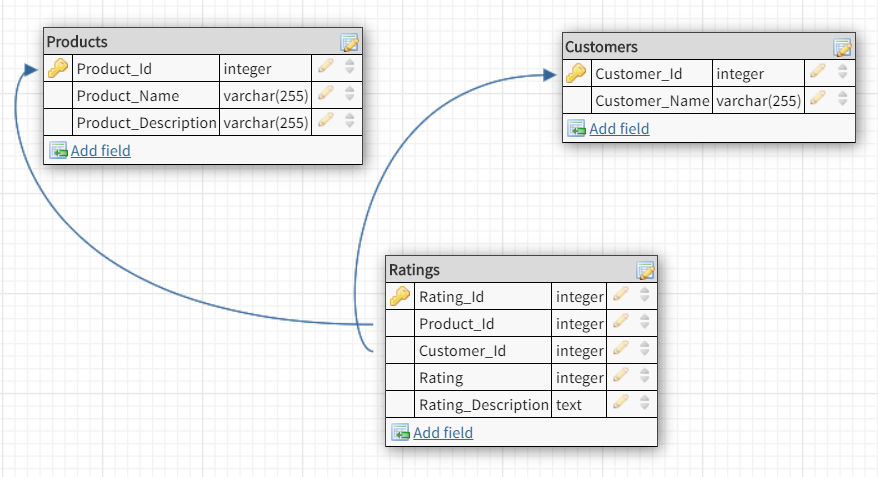 Products
Product_Id integer
Product_Name varchar(255)
Product_Description varchar(255)
Add field
Customers
Customer_Id integer
Customer_Name varchar(255)
Add field
Ratings
Rating_Id integer
Product_Id integer
Customer_Id integer
Rating integer
Rating_Description text
Add field